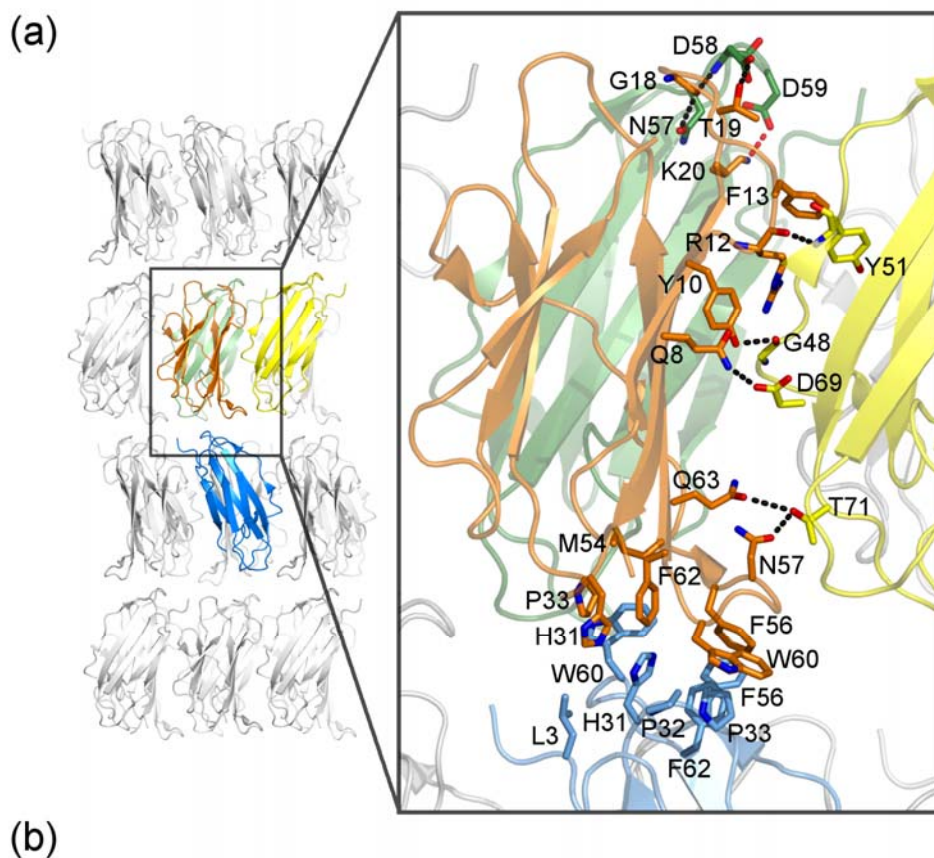 (a)
D58
G18
D59
N57
T19
K20
F13
R12
Y10
Y51
Q8
G48
D69
Q63
T71
M54
F62
N57
P33
H31
F56
W60
W60
F56
H31
P32
P33
L3
F62
(b)